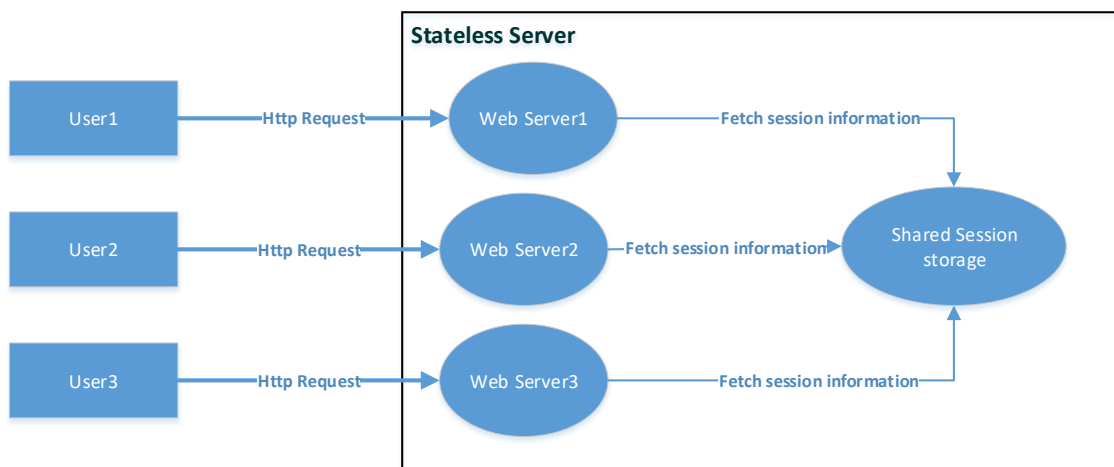 Stateless Server
User1
Http Request
Web Server1
Fetch session information
User2
Http Request
Web Server2
Fetch session information
Shared Session
storage
User3
Http Request
Web Server3
Fetch session information